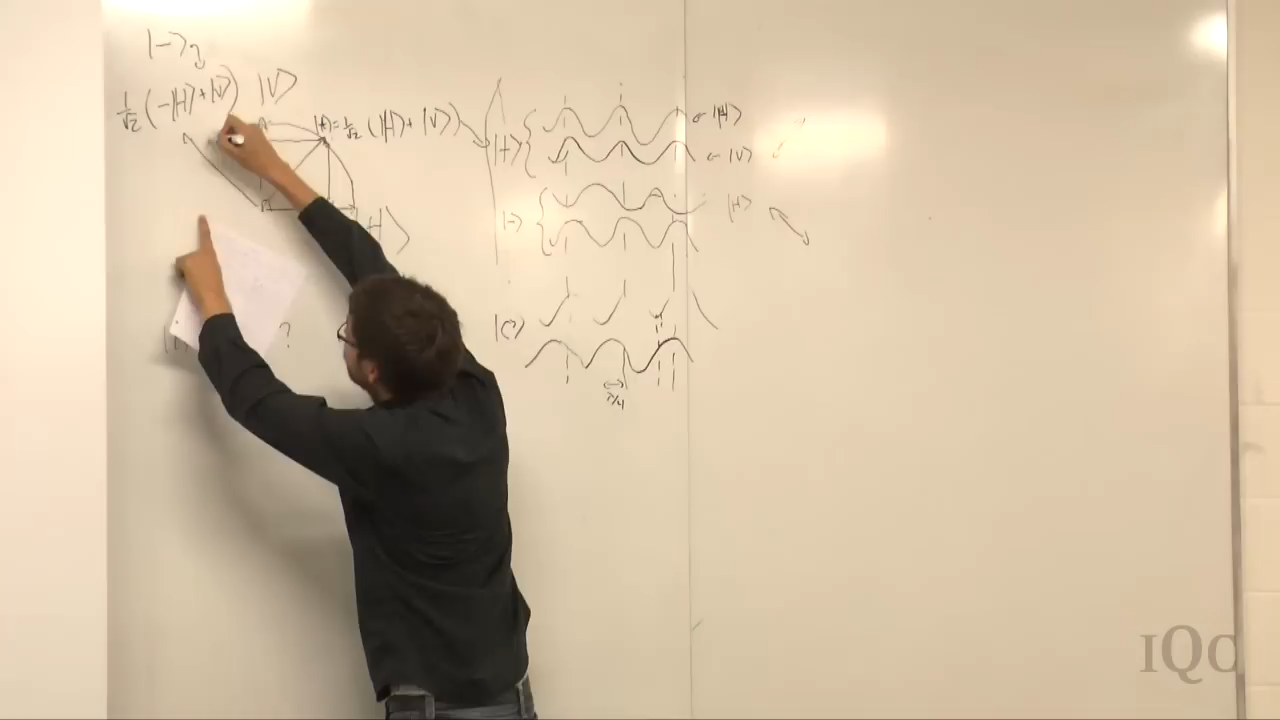 |−⟩
1/√2 (−|H⟩+|V⟩)
|V⟩
|+⟩=1/√2 (|H⟩+|V⟩)
|+⟩
← |H⟩
← |V⟩
|−⟩
|H⟩
H⟩
|C⟩
?
λ/4
IQC